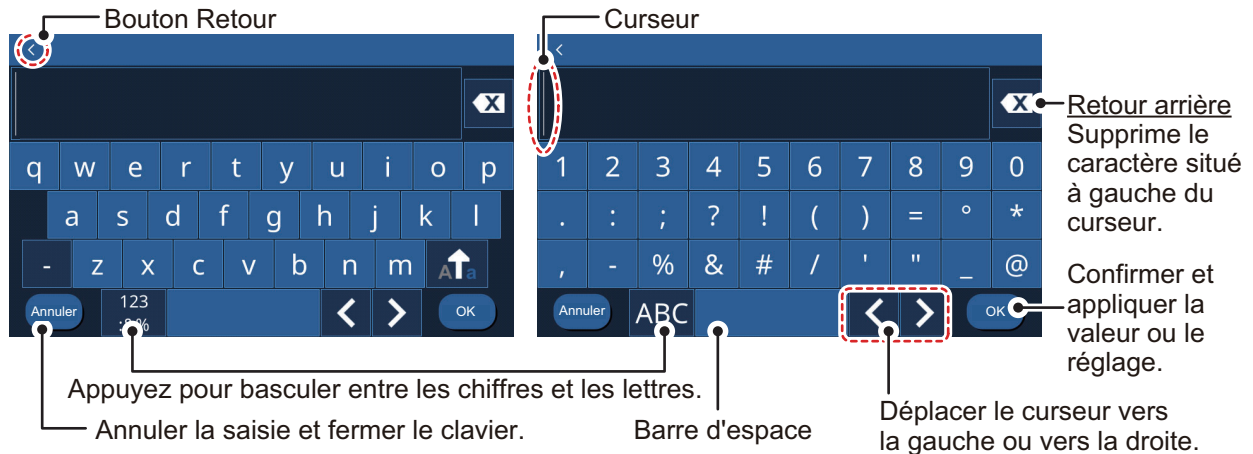 Bouton Retour
Curseur
<
<
X
X
q w e r t y u i o p
a s d f g h j k l
- z x c v b n m A a
Annuler 123 < > OK
1 2 3 4 5 6 7 8 9 0
. : ; ? ! ( ) = ° *
, - % & # / ' " _ @
Annuler ABC < > OK
Retour arrière
Supprime le
caractère situé
à gauche du
curseur.
Confirmer et
appliquer la
valeur ou le
réglage.
Appuyez pour basculer entre les chiffres et les lettres.
Annuler la saisie et fermer le clavier.
Barre d'espace
Déplacer le curseur vers
la gauche ou vers la droite.